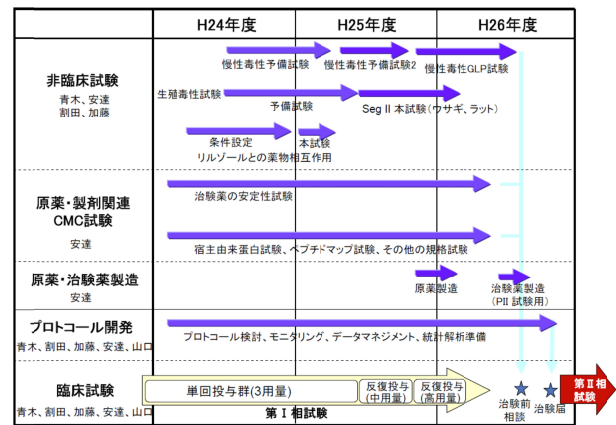 H24年度 H25年度 H26年度
非臨床試験
青木、安達
割田、加藤
慢性毒性予備試験 慢性毒性予備試験2 慢性毒性GLP試験
生殖毒性試験
予備試験 Seg II 本試験(ウサギ、ラット)
条件設定 本試験
リルゾールとの薬物相互作用
原薬・製剤関連
CMC試験
安達
治験薬の安定性試験
宿主由来蛋白試験、ペプチドマップ試験、その他の規格試験
原薬・治験薬製造
安達
原薬製造 治験薬製造
(PII 試験用)
プロトコール開発
青木、割田、加藤、安達、山口
プロトコール検討、モニタリング、データマネジメント、統計解析準備
臨床試験
青木、割田、加藤、安達、山口
単回投与群(3用量) 反復投与
(中用量) 反復投与
(高用量)
第Ⅰ相試験
治験前
相談
治験届
第Ⅱ相
試験